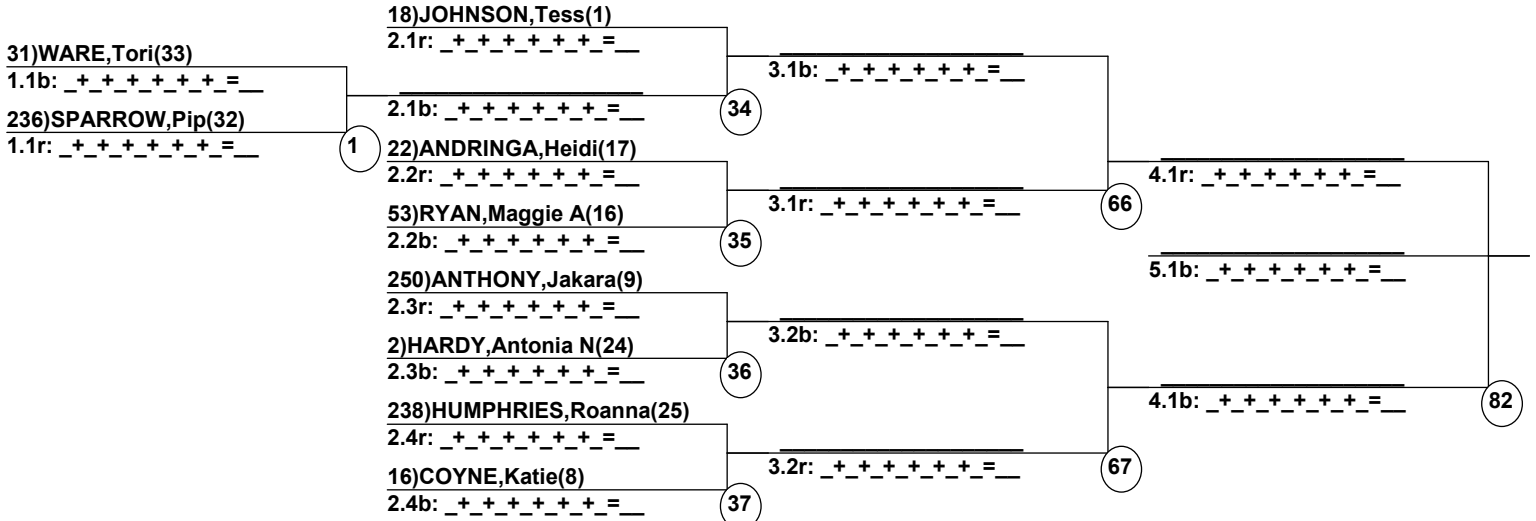 31)WARE,Tori(33)
1.1b: _+_+_+_+_+_=__
236)SPARROW,Pip(32)
1.1r: _+_+_+_+_+_=__
1
18)JOHNSON,Tess(1)
2.1r: _+_+_+_+_+_=__
2.1b: _+_+_+_+_+_=__
34
22)ANDRINGA,Heidi(17)
2.2r: _+_+_+_+_+_=__
53)RYAN,Maggie A(16)
2.2b: _+_+_+_+_+_=__
35
250)ANTHONY,Jakara(9)
2.3r: _+_+_+_+_+_=__
2)HARDY,Antonia N(24)
2.3b: _+_+_+_+_+_=__
36
238)HUMPHRIES,Roanna(25)
2.4r: _+_+_+_+_+_=__
16)COYNE,Katie(8)
2.4b: _+_+_+_+_+_=__
37
3.1b: _+_+_+_+_+_=__
3.1r: _+_+_+_+_+_=__
66
3.2b: _+_+_+_+_+_=__
3.2r: _+_+_+_+_+_=__
67
4.1r: _+_+_+_+_+_=__
5.1b: _+_+_+_+_+_=__
4.1b: _+_+_+_+_+_=__
82